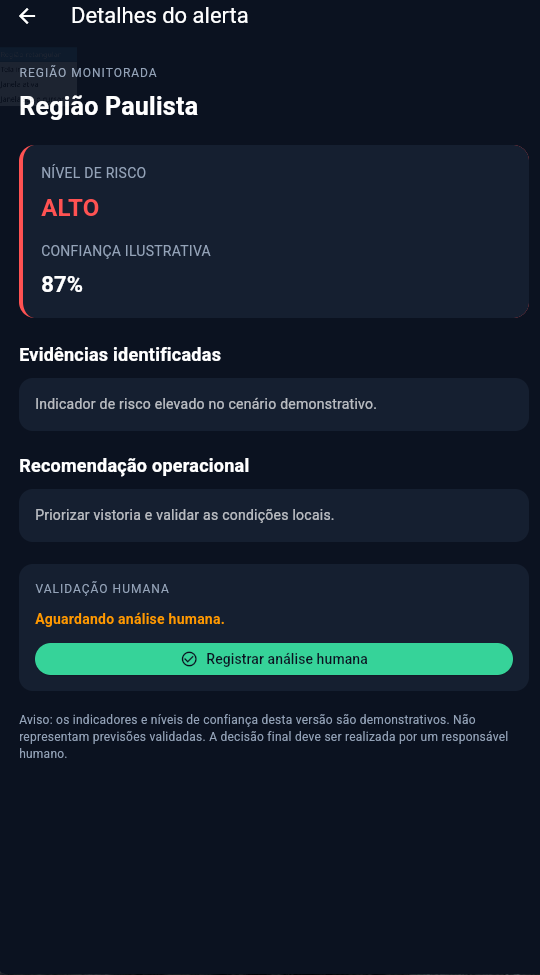 Detalhes do alerta
REGIÃO MONITORADA
Região Paulista
NÍVEL DE RISCO
ALTO
CONFIANÇA ILUSTRATIVA
87%
Evidências identificadas
Indicador de risco elevado no cenário demonstrativo.
Recomendação operacional
Priorizar vistoria e validar as condições locais.
VALIDAÇÃO HUMANA
Aguardando análise humana.
Registrar análise humana
Aviso: os indicadores e níveis de confiança desta versão são demonstrativos. Não
representam previsões validadas. A decisão final deve ser realizada por um responsável
humano.